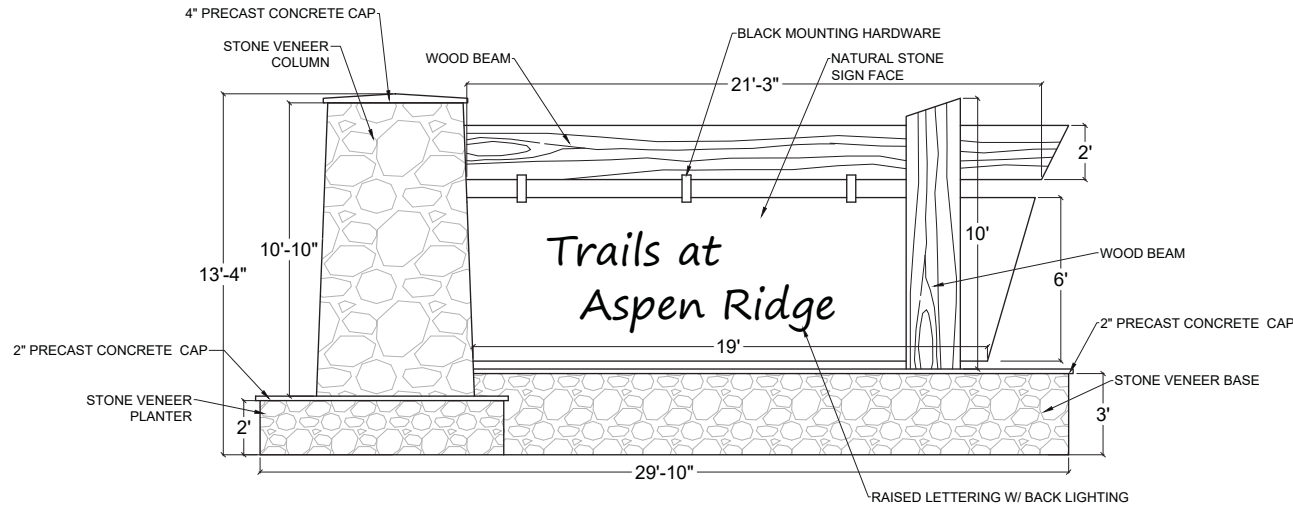 4" PRECAST CONCRETE CAP
STONE VENEER
COLUMN
WOOD BEAM
BLACK MOUNTING HARDWARE
NATURAL STONE
SIGN FACE
21'-3"
2'
10'-10"
13'-4"
10'
6'
WOOD BEAM
Trails at
Aspen Ridge
2" PRECAST CONCRETE CAP
2" PRECAST CONCRETE CAP
19'
STONE VENEER BASE
STONE VENEER
PLANTER
2'
3'
29'-10"
RAISED LETTERING W/ BACK LIGHTING